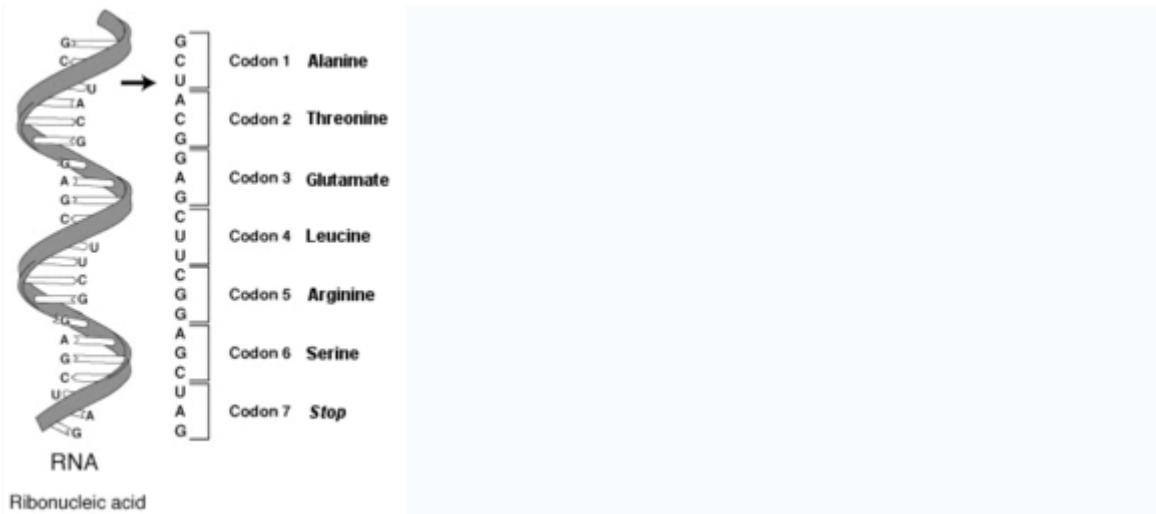 G
C
U
A
C
G
G
A
G
C
U
U
C
G
G
A
G
C
U
A
G
G
C
U
Codon 1 Alanine
A
C
G
Codon 2 Threonine
G
A
G
Codon 3 Glutamate
C
U
U
Codon 4 Leucine
C
G
G
Codon 5 Arginine
A
G
C
Codon 6 Serine
U
A
G
Codon 7 Stop
RNA
Ribonucleic acid